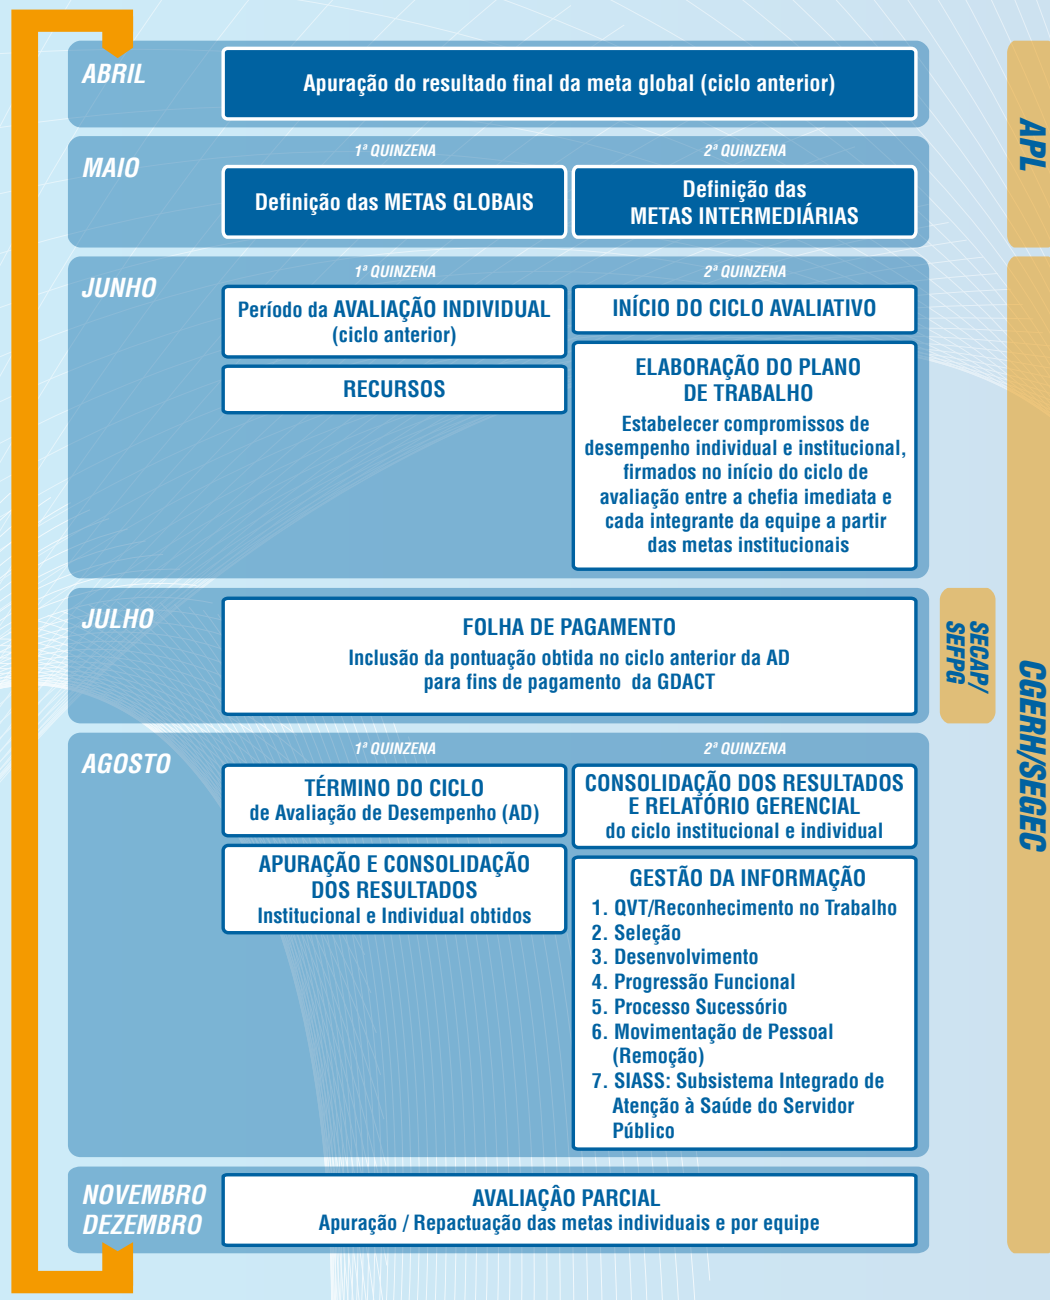 ABRIL
Apuração do resultado final da meta global (ciclo anterior)
APL
MAIO
1ª QUINZENA
Definição das METAS GLOBAIS
2ª QUINZENA
Definição das
METAS INTERMEDIÁRIAS
JUNHO
1ª QUINZENA
Período da AVALIAÇÃO INDIVIDUAL
(ciclo anterior)
RECURSOS
2ª QUINZENA
INÍCIO DO CICLO AVALIATIVO
ELABORAÇÃO DO PLANO
DE TRABALHO
Estabelecer compromissos de
desempenho individual e institucional,
firmados no início do ciclo de
avaliação entre a chefia imediata e
cada integrante da equipe a partir
das metas institucionais
JULHO
FOLHA DE PAGAMENTO
Inclusão da pontuação obtida no ciclo anterior da AD
para fins de pagamento da GDACT
SECAP/
SEFPG
CGERH/SEGEC
AGOSTO
1ª QUINZENA
TÉRMINO DO CICLO
de Avaliação de Desempenho (AD)
APURAÇÃO E CONSOLIDAÇÃO
DOS RESULTADOS
Institucional e Individual obtidos
2ª QUINZENA
CONSOLIDAÇÃO DOS RESULTADOS
E RELATÓRIO GERENCIAL
do ciclo institucional e individual
GESTÃO DA INFORMAÇÃO
1. QVT/Reconhecimento no Trabalho
2. Seleção
3. Desenvolvimento
4. Progressão Funcional
5. Processo Sucessório
6. Movimentação de Pessoal
(Remoção)
7. SIASS: Subsistema Integrado de
Atenção à Saúde do Servidor
Público
NOVEMBRO
DEZEMBRO
AVALIAÇÂO PARCIAL
Apuração / Repactuação das metas individuais e por equipe